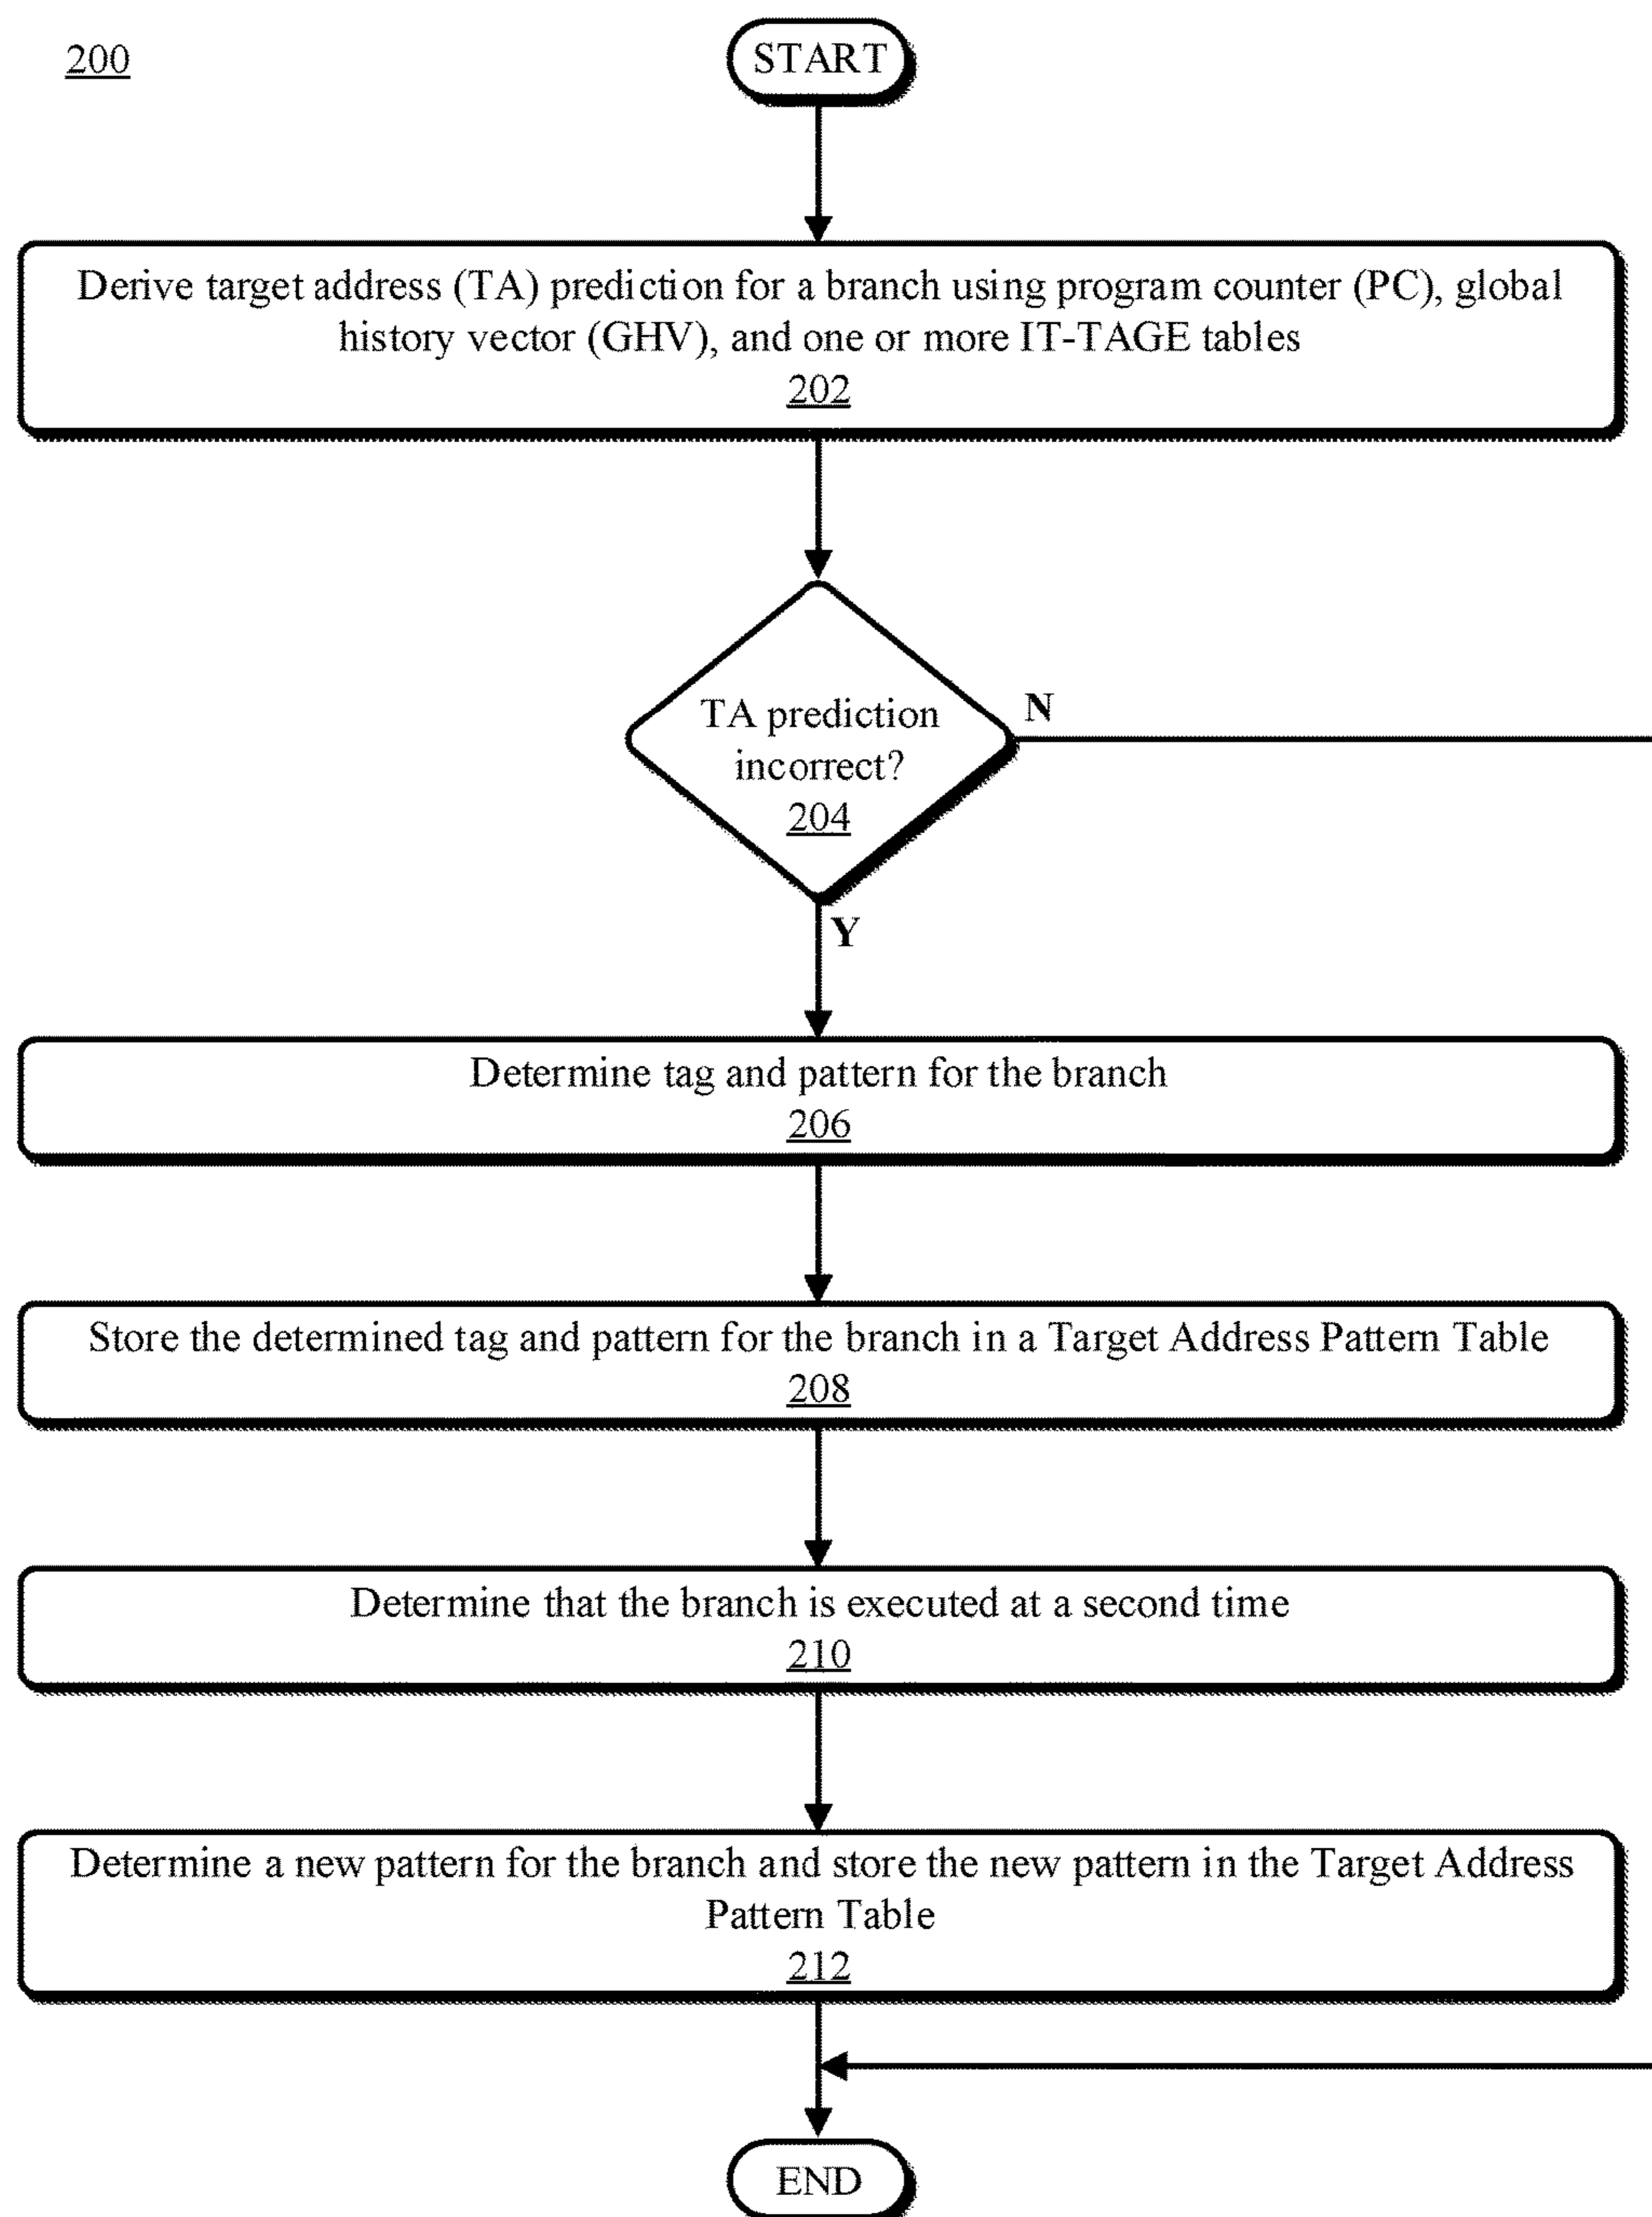 200
START
Derive target address (TA) prediction for a branch using program counter (PC), global
history vector (GHV), and one or more IT-TAGE tables
202
TA prediction
incorrect?
204
N
Y
Determine tag and pattern for the branch
206
Store the determined tag and pattern for the branch in a Target Address Pattern Table
208
Determine that the branch is executed at a second time
210
Determine a new pattern for the branch and store the new pattern in the Target Address
Pattern Table
212
END